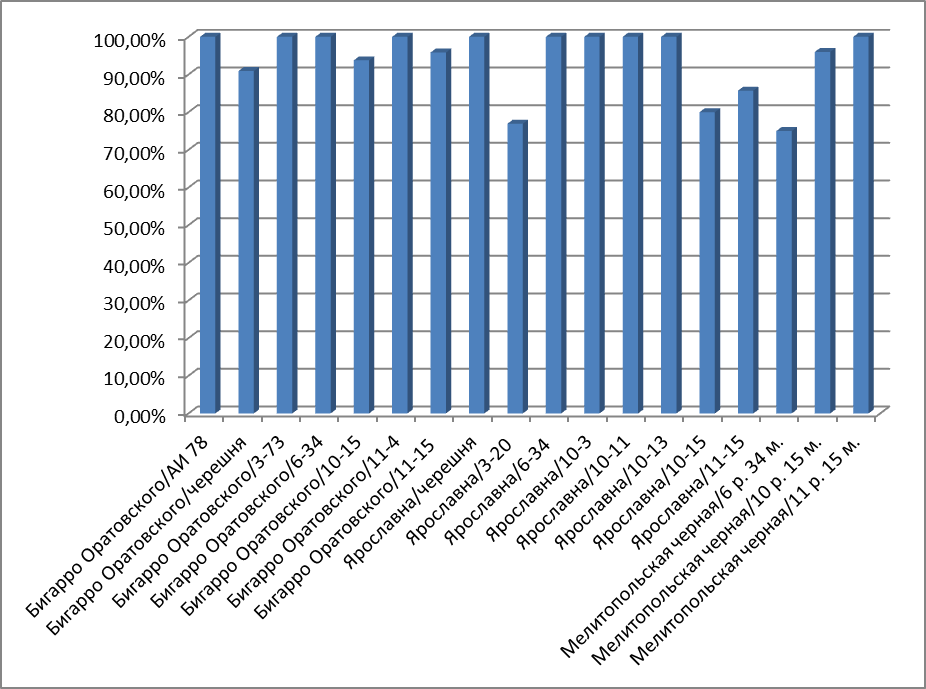 100,00%
90,00%
80,00%
70,00%
60,00%
50,00%
40,00%
30,00%
20,00%
10,00%
0,00%
Бигарро Оратовского/АИ 78
Бигарро Оратовского/черешня
Бигарро Оратовского/3-73
Бигарро Оратовского/6-34
Бигарро Оратовского/10-15
Бигарро Оратовского/11-4
Бигарро Оратовского/11-15
Ярославна/черешня
Ярославна/3-20
Ярославна/6-34
Ярославна/10-3
Ярославна/10-11
Ярославна/10-13
Ярославна/10-15
Ярославна/11-15
Мелитопольская черная/6 р. 34 м.
Мелитопольская черная/10 р. 15 м.
Мелитопольская черная/11 р. 15 м.